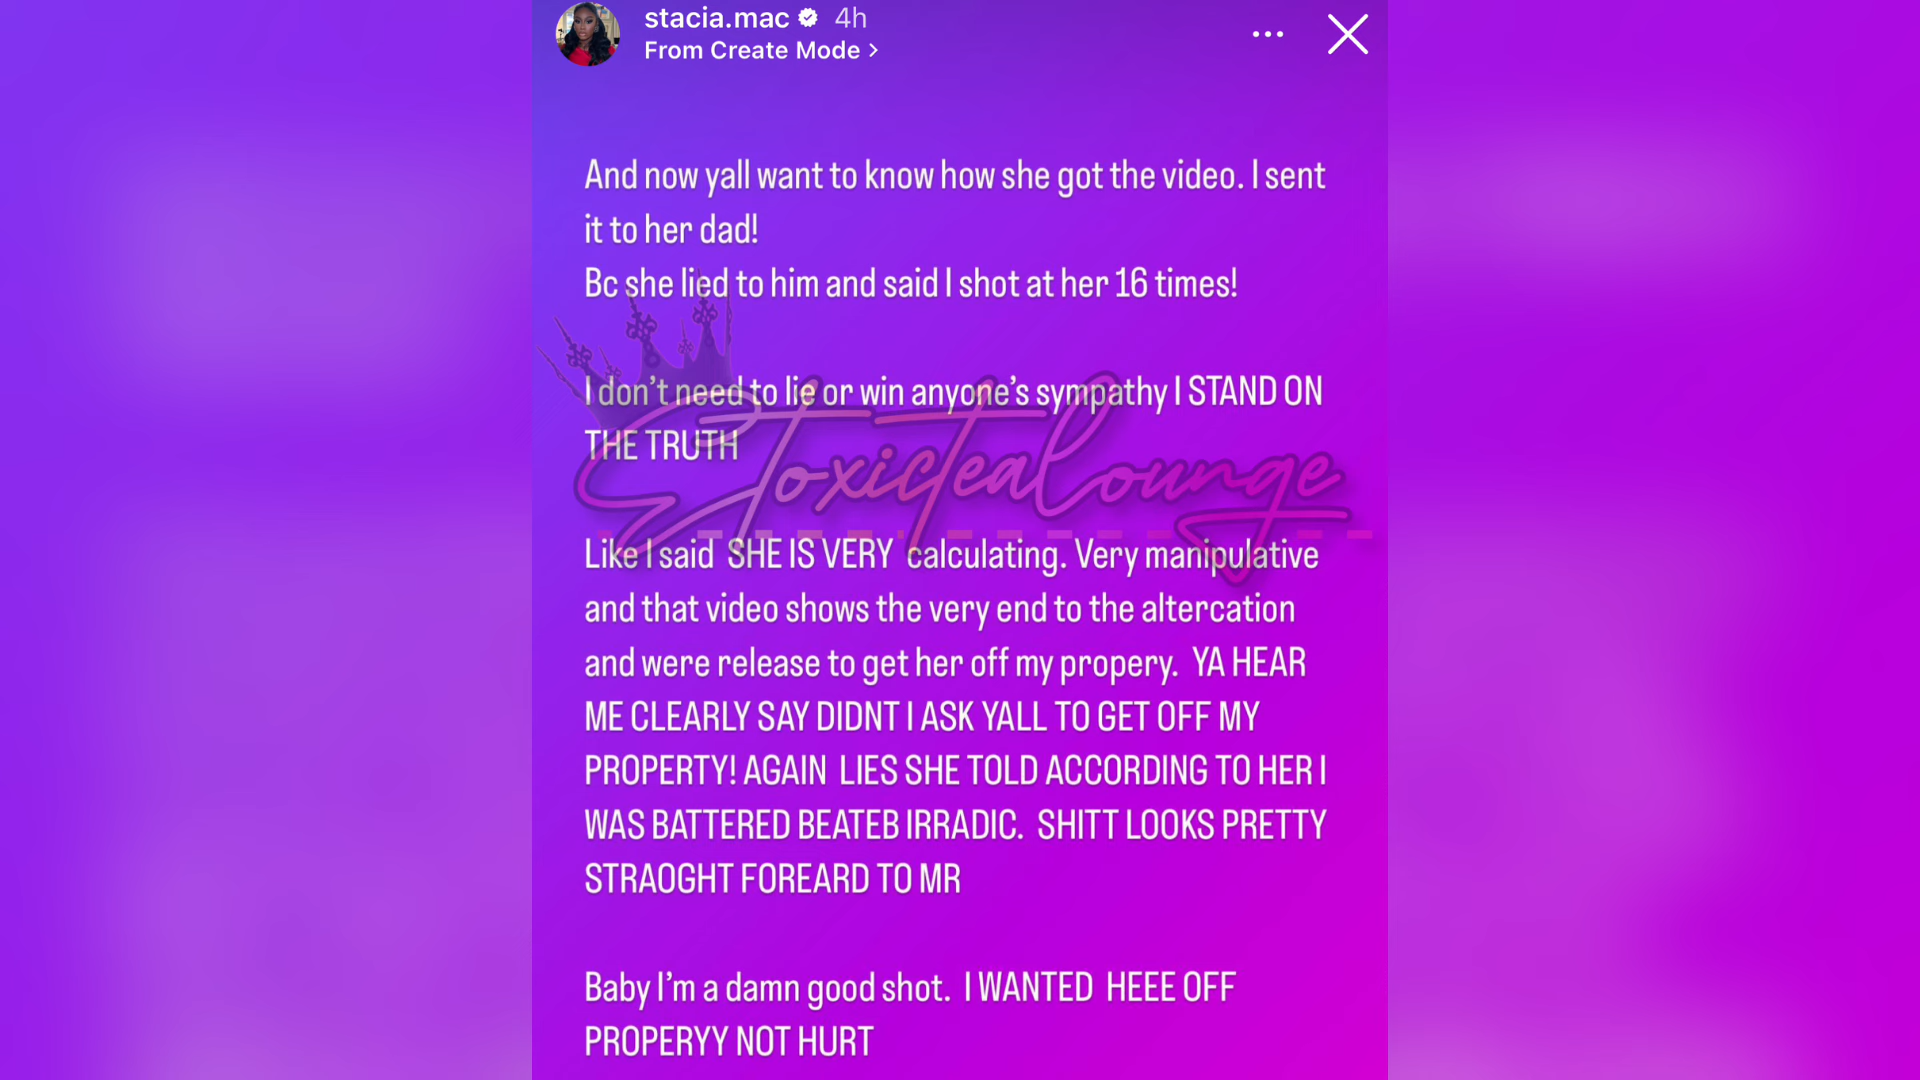 stacia.mac 4h
From Create Mode >
And now yall want to know how she got the video. I sent
it to her dad!
Bc she lied to him and said I shot at her 16 times!
I don't need to lie or win anyone's sympathy I STAND ON
THE TRUTH
Toxictealounge
Like I said SHE IS VERY calculating. Very manipulative
and that video shows the very end to the altercation
and were release to get her off my propery. YA HEAR
ME CLEARLY SAY DIDNT I ASK YALL TO GET OFF MY
PROPERTY! AGAIN LIES SHE TOLD ACCORDING TO HER I
WAS BATTERED BEATEB IRRADIC. SHITT LOOKS PRETTY
STRAOGHT FOREARD TO MR
Baby I'm a damn good shot. I WANTED HEEE OFF
PROPERYY NOT HURT